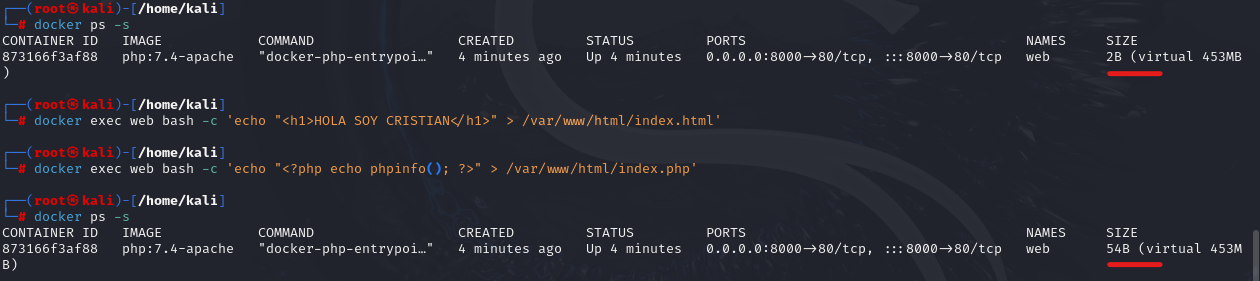 ┌──(root㉿kali)-[/home/kali]
└─# docker ps -s
CONTAINER ID   IMAGE            COMMAND                  CREATED         STATUS         PORTS                                   NAMES   SIZE
873166f3af88   php:7.4-apache   "docker-php-entrypoi…"   4 minutes ago   Up 4 minutes   0.0.0.0:8000->80/tcp, :::8000->80/tcp   web     2B (virtual 453MB
)
┌──(root㉿kali)-[/home/kali]
└─# docker exec web bash -c 'echo "<h1>HOLA SOY CRISTIAN</h1>" > /var/www/html/index.html'
┌──(root㉿kali)-[/home/kali]
└─# docker exec web bash -c 'echo "<?php echo phpinfo(); ?>" > /var/www/html/index.php'
┌──(root㉿kali)-[/home/kali]
└─# docker ps -s
CONTAINER ID   IMAGE            COMMAND                  CREATED         STATUS         PORTS                                   NAMES   SIZE
873166f3af88   php:7.4-apache   "docker-php-entrypoi…"   4 minutes ago   Up 4 minutes   0.0.0.0:8000->80/tcp, :::8000->80/tcp   web     54B (virtual 453M
B)